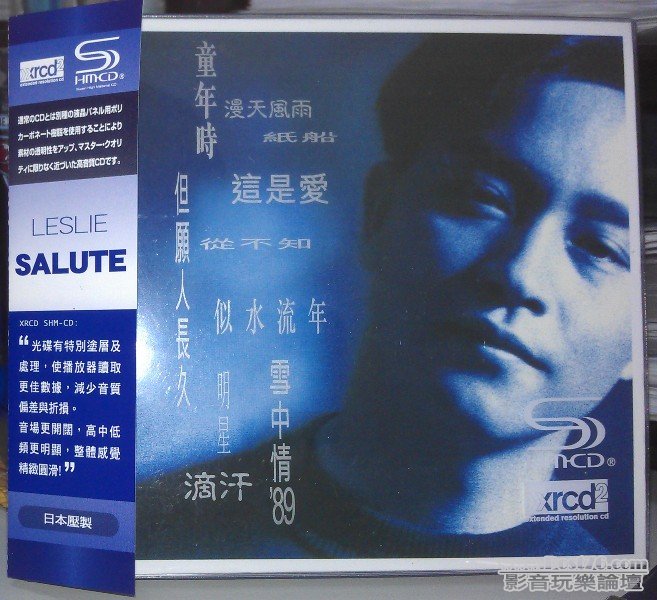 xrcd2
extended resolution cd
SHM-CD®
Super High Material CD
通常のCDとは別種の液晶パネル用ポリ
カーボネート樹脂を使用することにより
素材の透明性をアップ、マスター・クオリ
ティに限りなく近づいた高音質CDです。
LESLIE
SALUTE
XRCD SHM-CD:
“光碟有特別塗層及
處理，使播放器讀取
更佳數據，減少音質
偏差與折損。
音場更開闊，高中低
頻更明顯，整體感覺
精緻圓滑!”
日本壓製
童年時
漫天風雨
紙船
這是愛
但願人長久
從不知
似水流年
明星
雪中情'89
滴汗
SHM-CD®
xrcd2
extended resolution cd
影音玩樂論壇